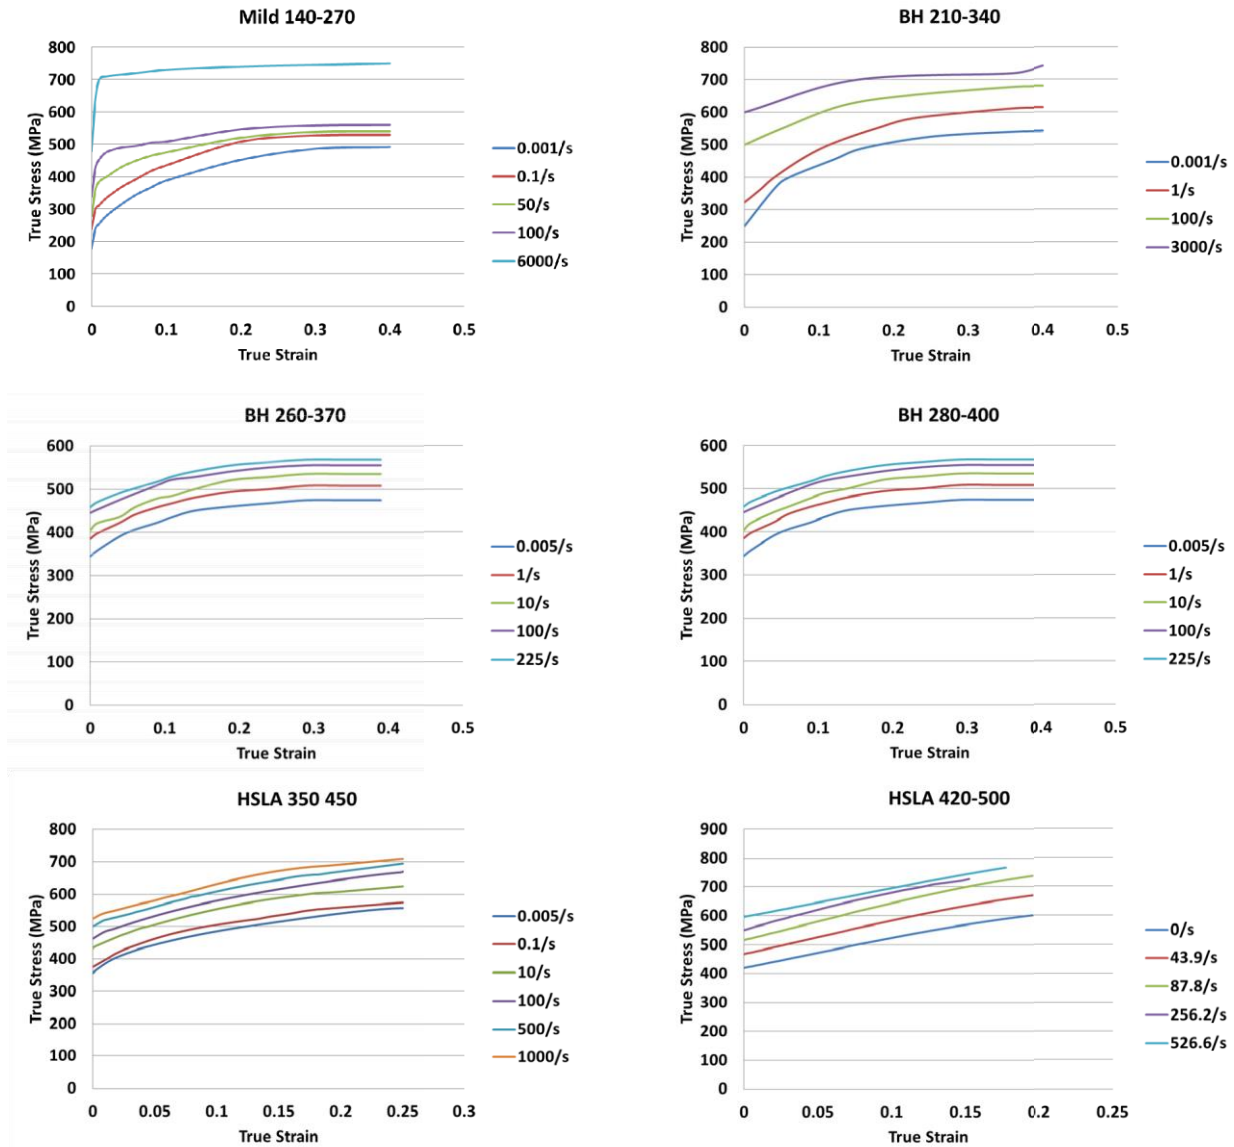 Mild 140-270
800
700
600
500
400
300
200
100
0
True Stress (MPa)
0 0.1 0.2 0.3 0.4 0.5
True Strain
0.001/s
0.1/s
50/s
100/s
6000/s
BH 210-340
800
700
600
500
400
300
200
100
0
True Stress (MPa)
0 0.1 0.2 0.3 0.4 0.5
True Strain
0.001/s
1/s
100/s
3000/s
BH 260-370
600
500
400
300
200
100
0
True Stress (MPa)
0 0.1 0.2 0.3 0.4 0.5
True Strain
0.005/s
1/s
10/s
100/s
225/s
BH 280-400
600
500
400
300
200
100
0
True Stress (MPa)
0 0.1 0.2 0.3 0.4 0.5
True Strain
0.005/s
1/s
10/s
100/s
225/s
HSLA 350 450
800
700
600
500
400
300
200
100
0
True Stress (MPa)
0 0.05 0.1 0.15 0.2 0.25 0.3
True Strain
0.005/s
0.1/s
10/s
100/s
500/s
1000/s
HSLA 420-500
900
800
700
600
500
400
300
200
100
0
True Stress (MPa)
0 0.05 0.1 0.15 0.2 0.25
True Strain
0/s
43.9/s
87.8/s
256.2/s
526.6/s